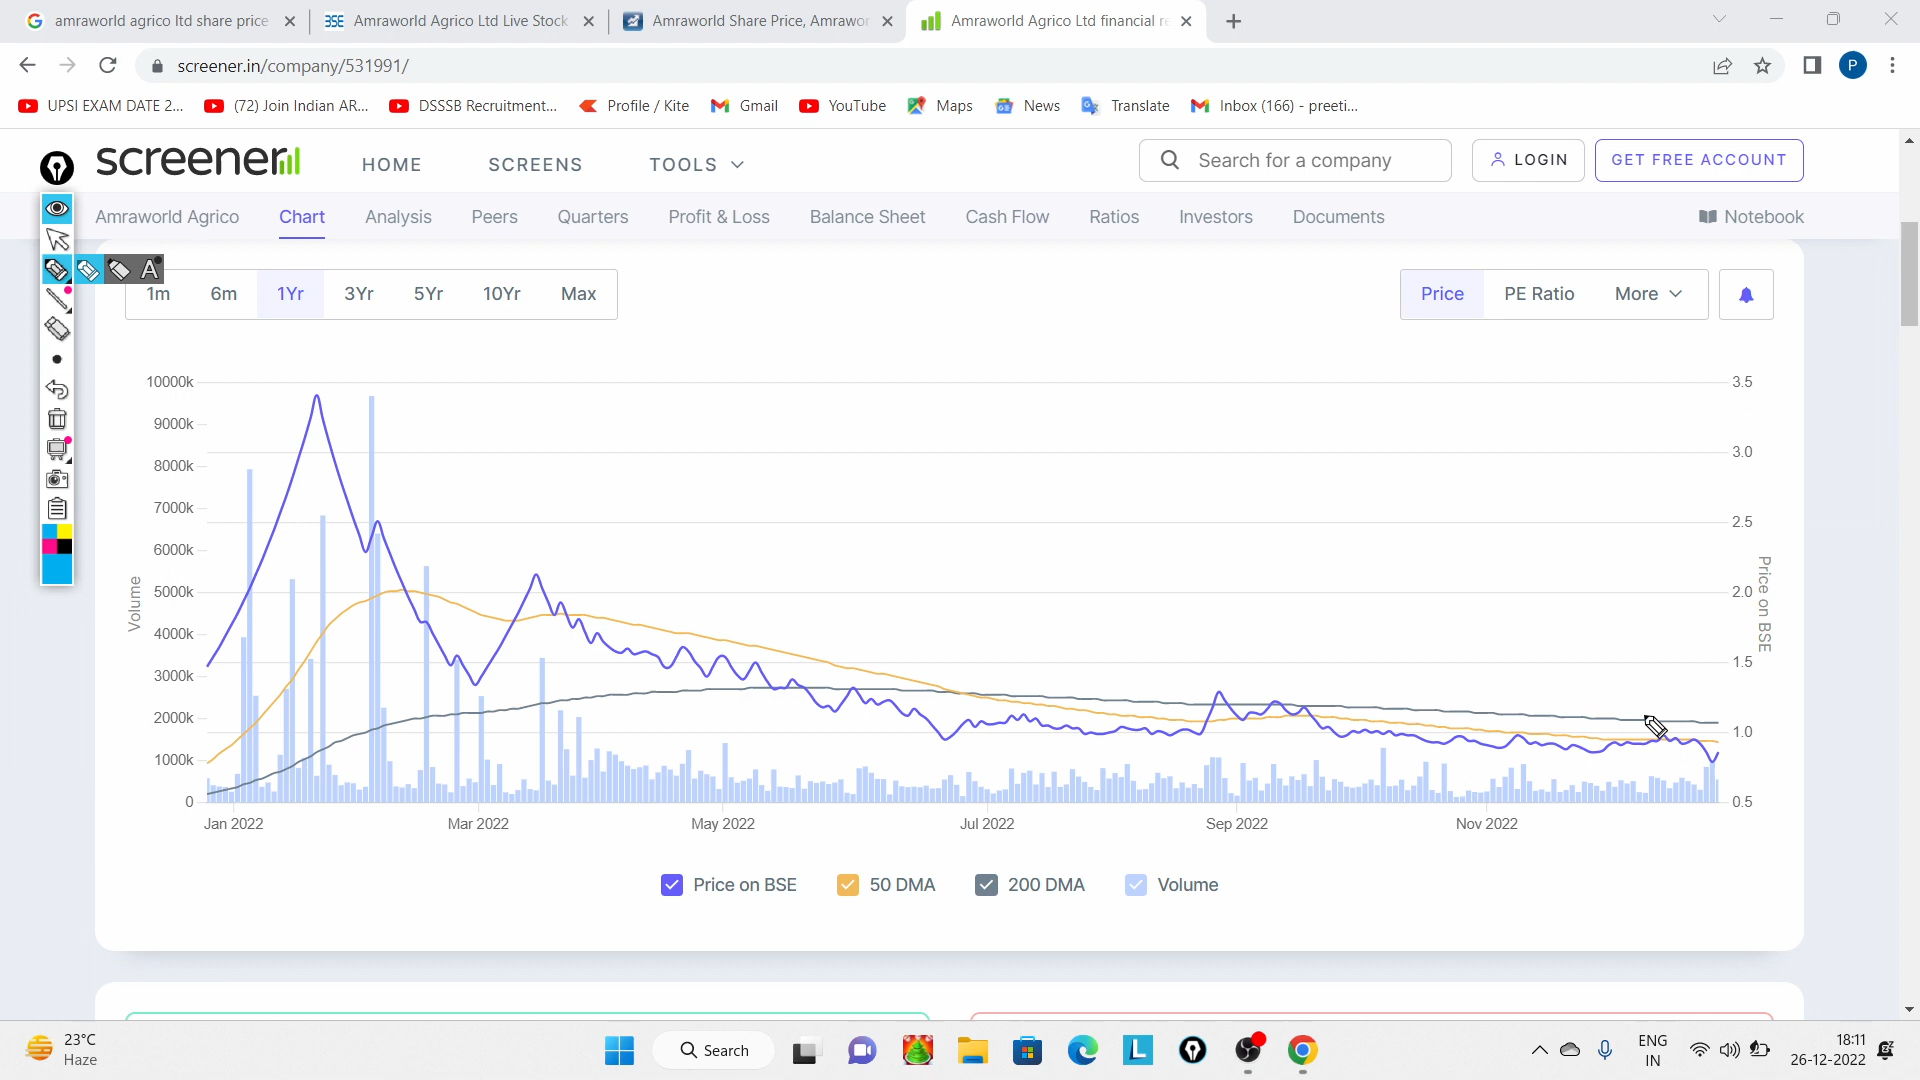 amraworld agrico ltd share price
BSE Amraworld Agrico Ltd Live Stock
Amraworld Share Price, Amrawor
Amraworld Agrico Ltd financial re
screener.in/company/531991/
P
UPSI EXAM DATE 2... (72) Join Indian AR... DSSSB Recruitment... Profile / Kite Gmail YouTube Maps News Translate Inbox (166) - preeti...
screener
HOME SCREENS TOOLS
Search for a company
LOGIN
GET FREE ACCOUNT
Amraworld Agrico Chart Analysis Peers Quarters Profit & Loss Balance Sheet Cash Flow Ratios Investors Documents Notebook
A
1m 6m 1Yr 3Yr 5Yr 10Yr Max
Price PE Ratio More
10000k 3.5
9000k
8000k 3.0
7000k
2.5
6000k
5000k 2.0
4000k
1.5
3000k
2000k
1.0
1000k
0 0.5
Volume
Price on BSE
Jan 2022 Mar 2022 May 2022 Jul 2022 Sep 2022 Nov 2022
Price on BSE 50 DMA 200 DMA Volume
23°C
Haze
Search
L
ENG
IN
18:11
26-12-2022